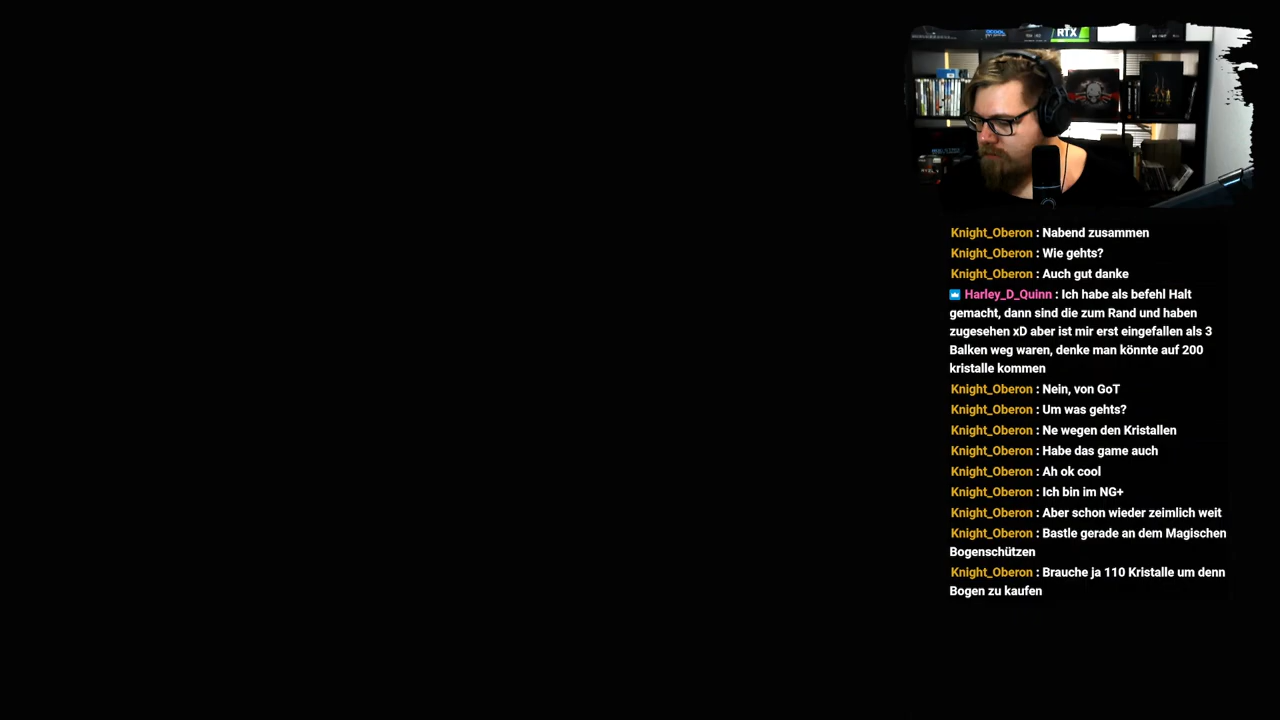 RTX
Knight_Oberon : Nabend zusammen
Knight_Oberon : Wie gehts?
Knight_Oberon : Auch gut danke
Harley_D_Quinn : Ich habe als befehl Halt
gemacht, dann sind die zum Rand und haben
zugesehen xD aber ist mir erst eingefallen als 3
Balken weg waren, denke man könnte auf 200
kristalle kommen
Knight_Oberon : Nein, von GoT
Knight_Oberon : Um was gehts?
Knight_Oberon : Ne wegen den Kristallen
Knight_Oberon : Habe das game auch
Knight_Oberon : Ah ok cool
Knight_Oberon : Ich bin im NG+
Knight_Oberon : Aber schon wieder zeimlich weit
Knight_Oberon : Bastle gerade an dem Magischen
Bogenschützen
Knight_Oberon : Brauche ja 110 Kristalle um denn
Bogen zu kaufen